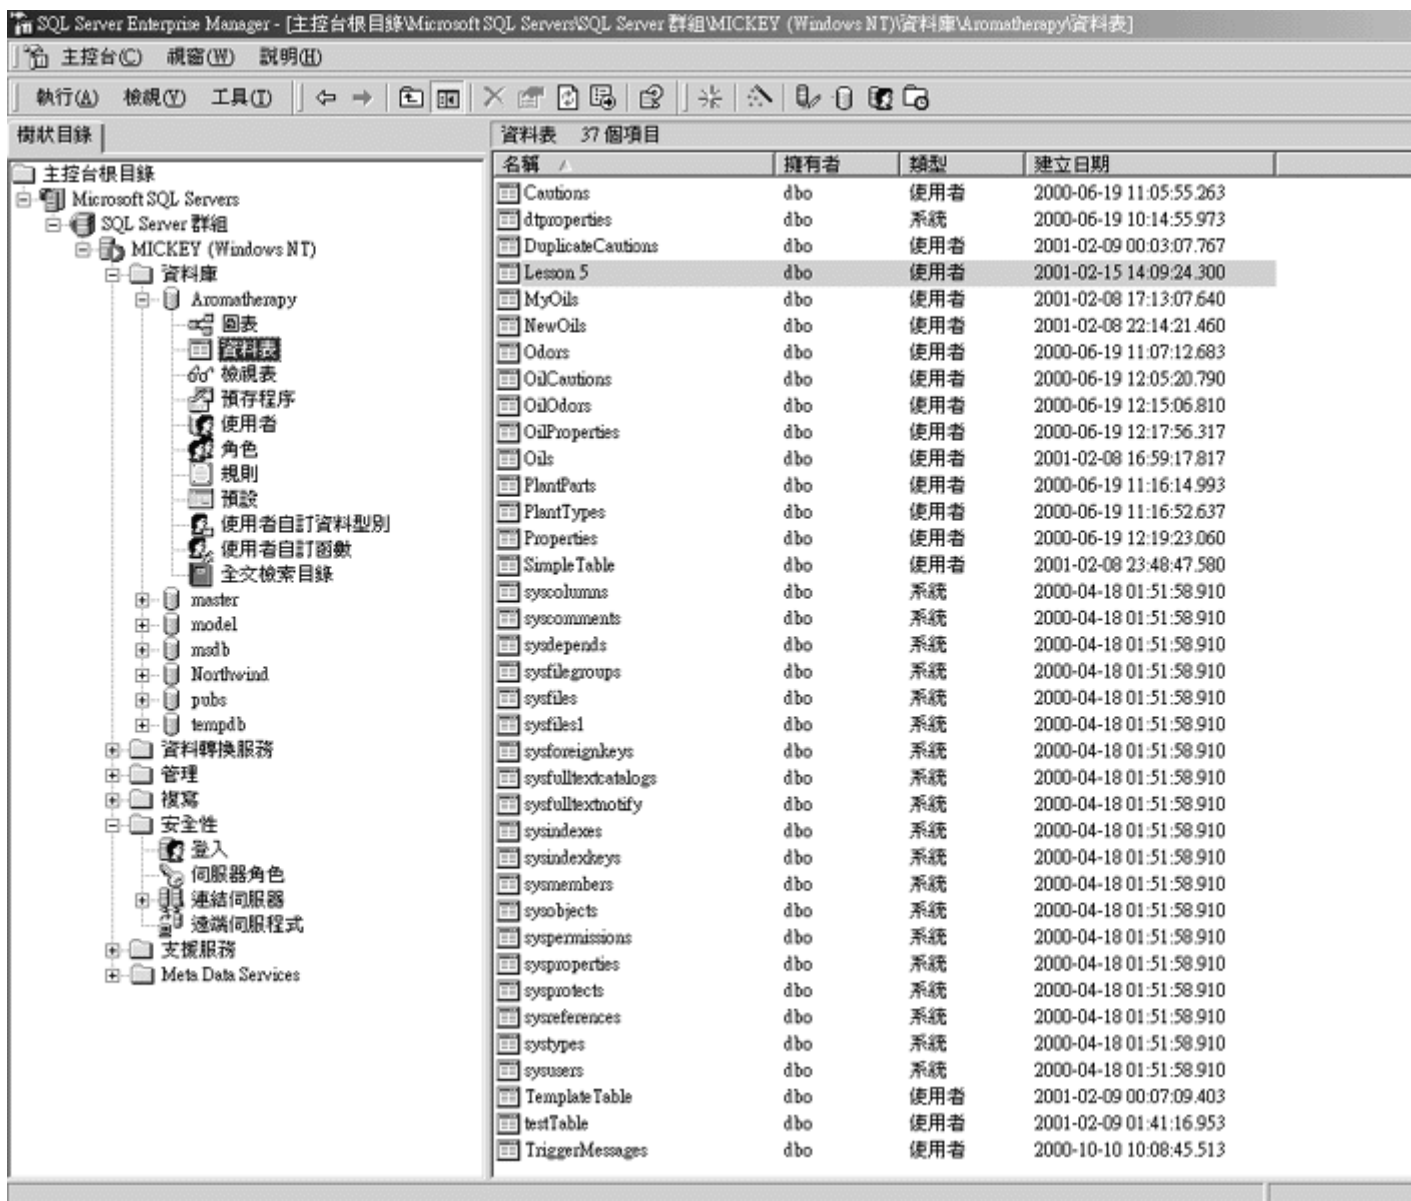 SQL Server Enterprise Manager - [主控台根目錄\Microsoft SQL Servers\SQL Server 群組\MICKEY (Windows NT)\資料庫\Aromatherapy\資料表]
主控台(C) 視窗(W) 說明(H)
執行(A) 檢視(V) 工具(T)
樹狀目錄
主控台根目錄
Microsoft SQL Servers
SQL Server 群組
MICKEY (Windows NT)
資料庫
Aromatherapy
圖表
資料表
檢視表
預存程序
使用者
角色
規則
預設
使用者自訂資料型別
使用者自訂函數
全文檢索目錄
master
model
msdb
Northwind
pubs
tempdb
資料轉換服務
管理
複寫
安全性
登入
伺服器角色
連結伺服器
遠端伺服程式
支援服務
Meta Data Services
資料表 37 個項目
名稱 擁有者 類型 建立日期
Cautions dbo 使用者 2000-06-19 11:05:55.263
dtproperties dbo 系統 2000-06-19 10:14:55.973
DuplicateCautions dbo 使用者 2001-02-09 00:03:07.767
Lesson 5 dbo 使用者 2001-02-15 14:09:24.300
MyOils dbo 使用者 2001-02-08 17:13:07.640
NewOils dbo 使用者 2001-02-08 22:14:21.460
Odors dbo 使用者 2000-06-19 11:07:12.683
OilCautions dbo 使用者 2000-06-19 12:05:20.790
OilOdors dbo 使用者 2000-06-19 12:15:06.810
OilProperties dbo 使用者 2000-06-19 12:17:56.317
Oils dbo 使用者 2001-02-08 16:59:17.817
PlantParts dbo 使用者 2000-06-19 11:16:14.993
PlantTypes dbo 使用者 2000-06-19 11:16:52.637
Properties dbo 使用者 2000-06-19 12:19:23.060
SimpleTable dbo 使用者 2001-02-08 23:48:47.580
syscolumns dbo 系統 2000-04-18 01:51:58.910
syscomments dbo 系統 2000-04-18 01:51:58.910
sysdepends dbo 系統 2000-04-18 01:51:58.910
sysfilegroups dbo 系統 2000-04-18 01:51:58.910
sysfiles dbo 系統 2000-04-18 01:51:58.910
sysfiles1 dbo 系統 2000-04-18 01:51:58.910
sysforeignkeys dbo 系統 2000-04-18 01:51:58.910
sysfulltextcatalogs dbo 系統 2000-04-18 01:51:58.910
sysfulltextnotify dbo 系統 2000-04-18 01:51:58.910
sysindexes dbo 系統 2000-04-18 01:51:58.910
sysindexkeys dbo 系統 2000-04-18 01:51:58.910
sysmembers dbo 系統 2000-04-18 01:51:58.910
sysobjects dbo 系統 2000-04-18 01:51:58.910
syspermissions dbo 系統 2000-04-18 01:51:58.910
sysproperties dbo 系統 2000-04-18 01:51:58.910
sysprotects dbo 系統 2000-04-18 01:51:58.910
sysreferences dbo 系統 2000-04-18 01:51:58.910
systypes dbo 系統 2000-04-18 01:51:58.910
sysusers dbo 系統 2000-04-18 01:51:58.910
TemplateTable dbo 使用者 2001-02-09 00:07:09.403
testTable dbo 使用者 2001-02-09 01:41:16.953
TriggerMessages dbo 使用者 2000-10-10 10:08:45.513